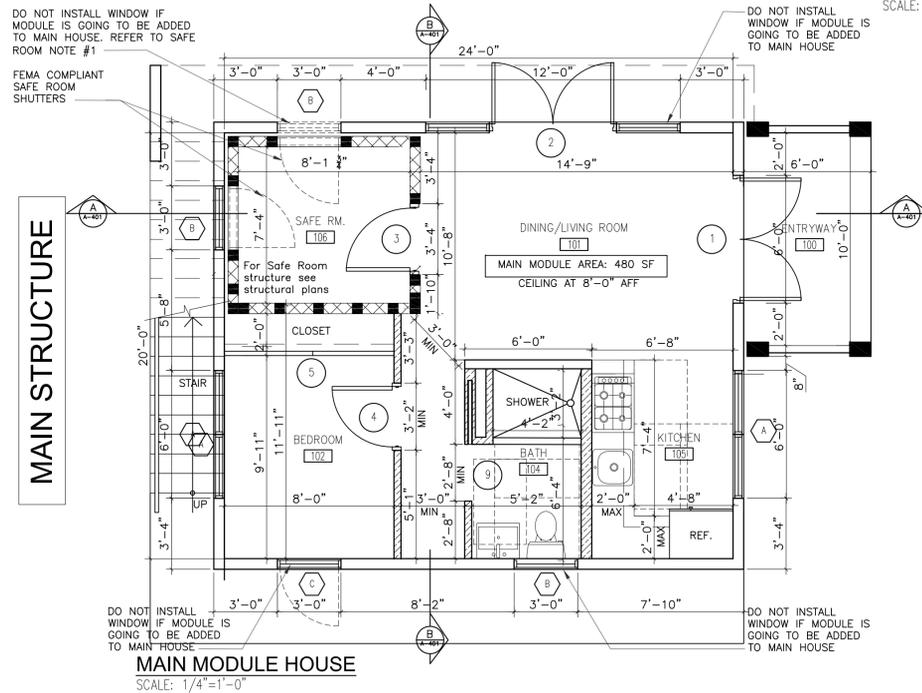 SCALE:
DO NOT INSTALL WINDOW IF
MODULE IS GOING TO BE ADDED
TO MAIN HOUSE. REFER TO SAFE
ROOM NOTE #1
FEMA COMPLIANT
SAFE ROOM
SHUTTERS
DO NOT INSTALL
WINDOW IF MODULE IS
GOING TO BE ADDED
TO MAIN HOUSE
B
A-401
24'-0"
3'-0" 3'-0" 4'-0" 12'-0" 3'-0"
B
2
8'-1 ½" 14'-9" 6'-0"
3'-0"
3'-4"
2'-0"
MAIN STRUCTURE
A
A-401
3'-0"
B
7'-4"
SAFE RM.
106
3
3'-4"
10'-8"
DINING/LIVING ROOM
101
MAIN MODULE AREA: 480 SF
CEILING AT 8'-0" AFF
1
6'-0"
ENTRYWAY
100
10'-0"
A
A-401
For Safe Room
structure see
structural plans
1'-10"
5'-8"
20'-0"
2'-0"
CLOSET
3'-0"
MIN
3'-3"
6'-0" 6'-8"
2'-0"
8"
STAIR
5
4
SHOWER
3'-2"
4'-2"
4'-0"
3'-2"
MIN
6'-0"
A
9'-11"
11'-11"
BEDROOM
102
BATH
104
9
7'-4"
KITCHEN
105
A
6'-0"
UP
8'-0" 3'-0"
MIN
MIN
2'-8"
5'-2"
6'-4"
2'-0"
MAX
4'-8"
3'-4"
5'-1"
2'-8"
2'-0"
MAX
REF.
3'-4"
C
B
3'-0" 3'-0" 8'-2" 3'-0" 7'-10"
DO NOT INSTALL
WINDOW IF MODULE IS
GOING TO BE ADDED
TO MAIN HOUSE
B
A-401
DO NOT INSTALL
WINDOW IF MODULE IS
GOING TO BE ADDED
TO MAIN HOUSE
MAIN MODULE HOUSE
SCALE: 1/4"=1'-0"